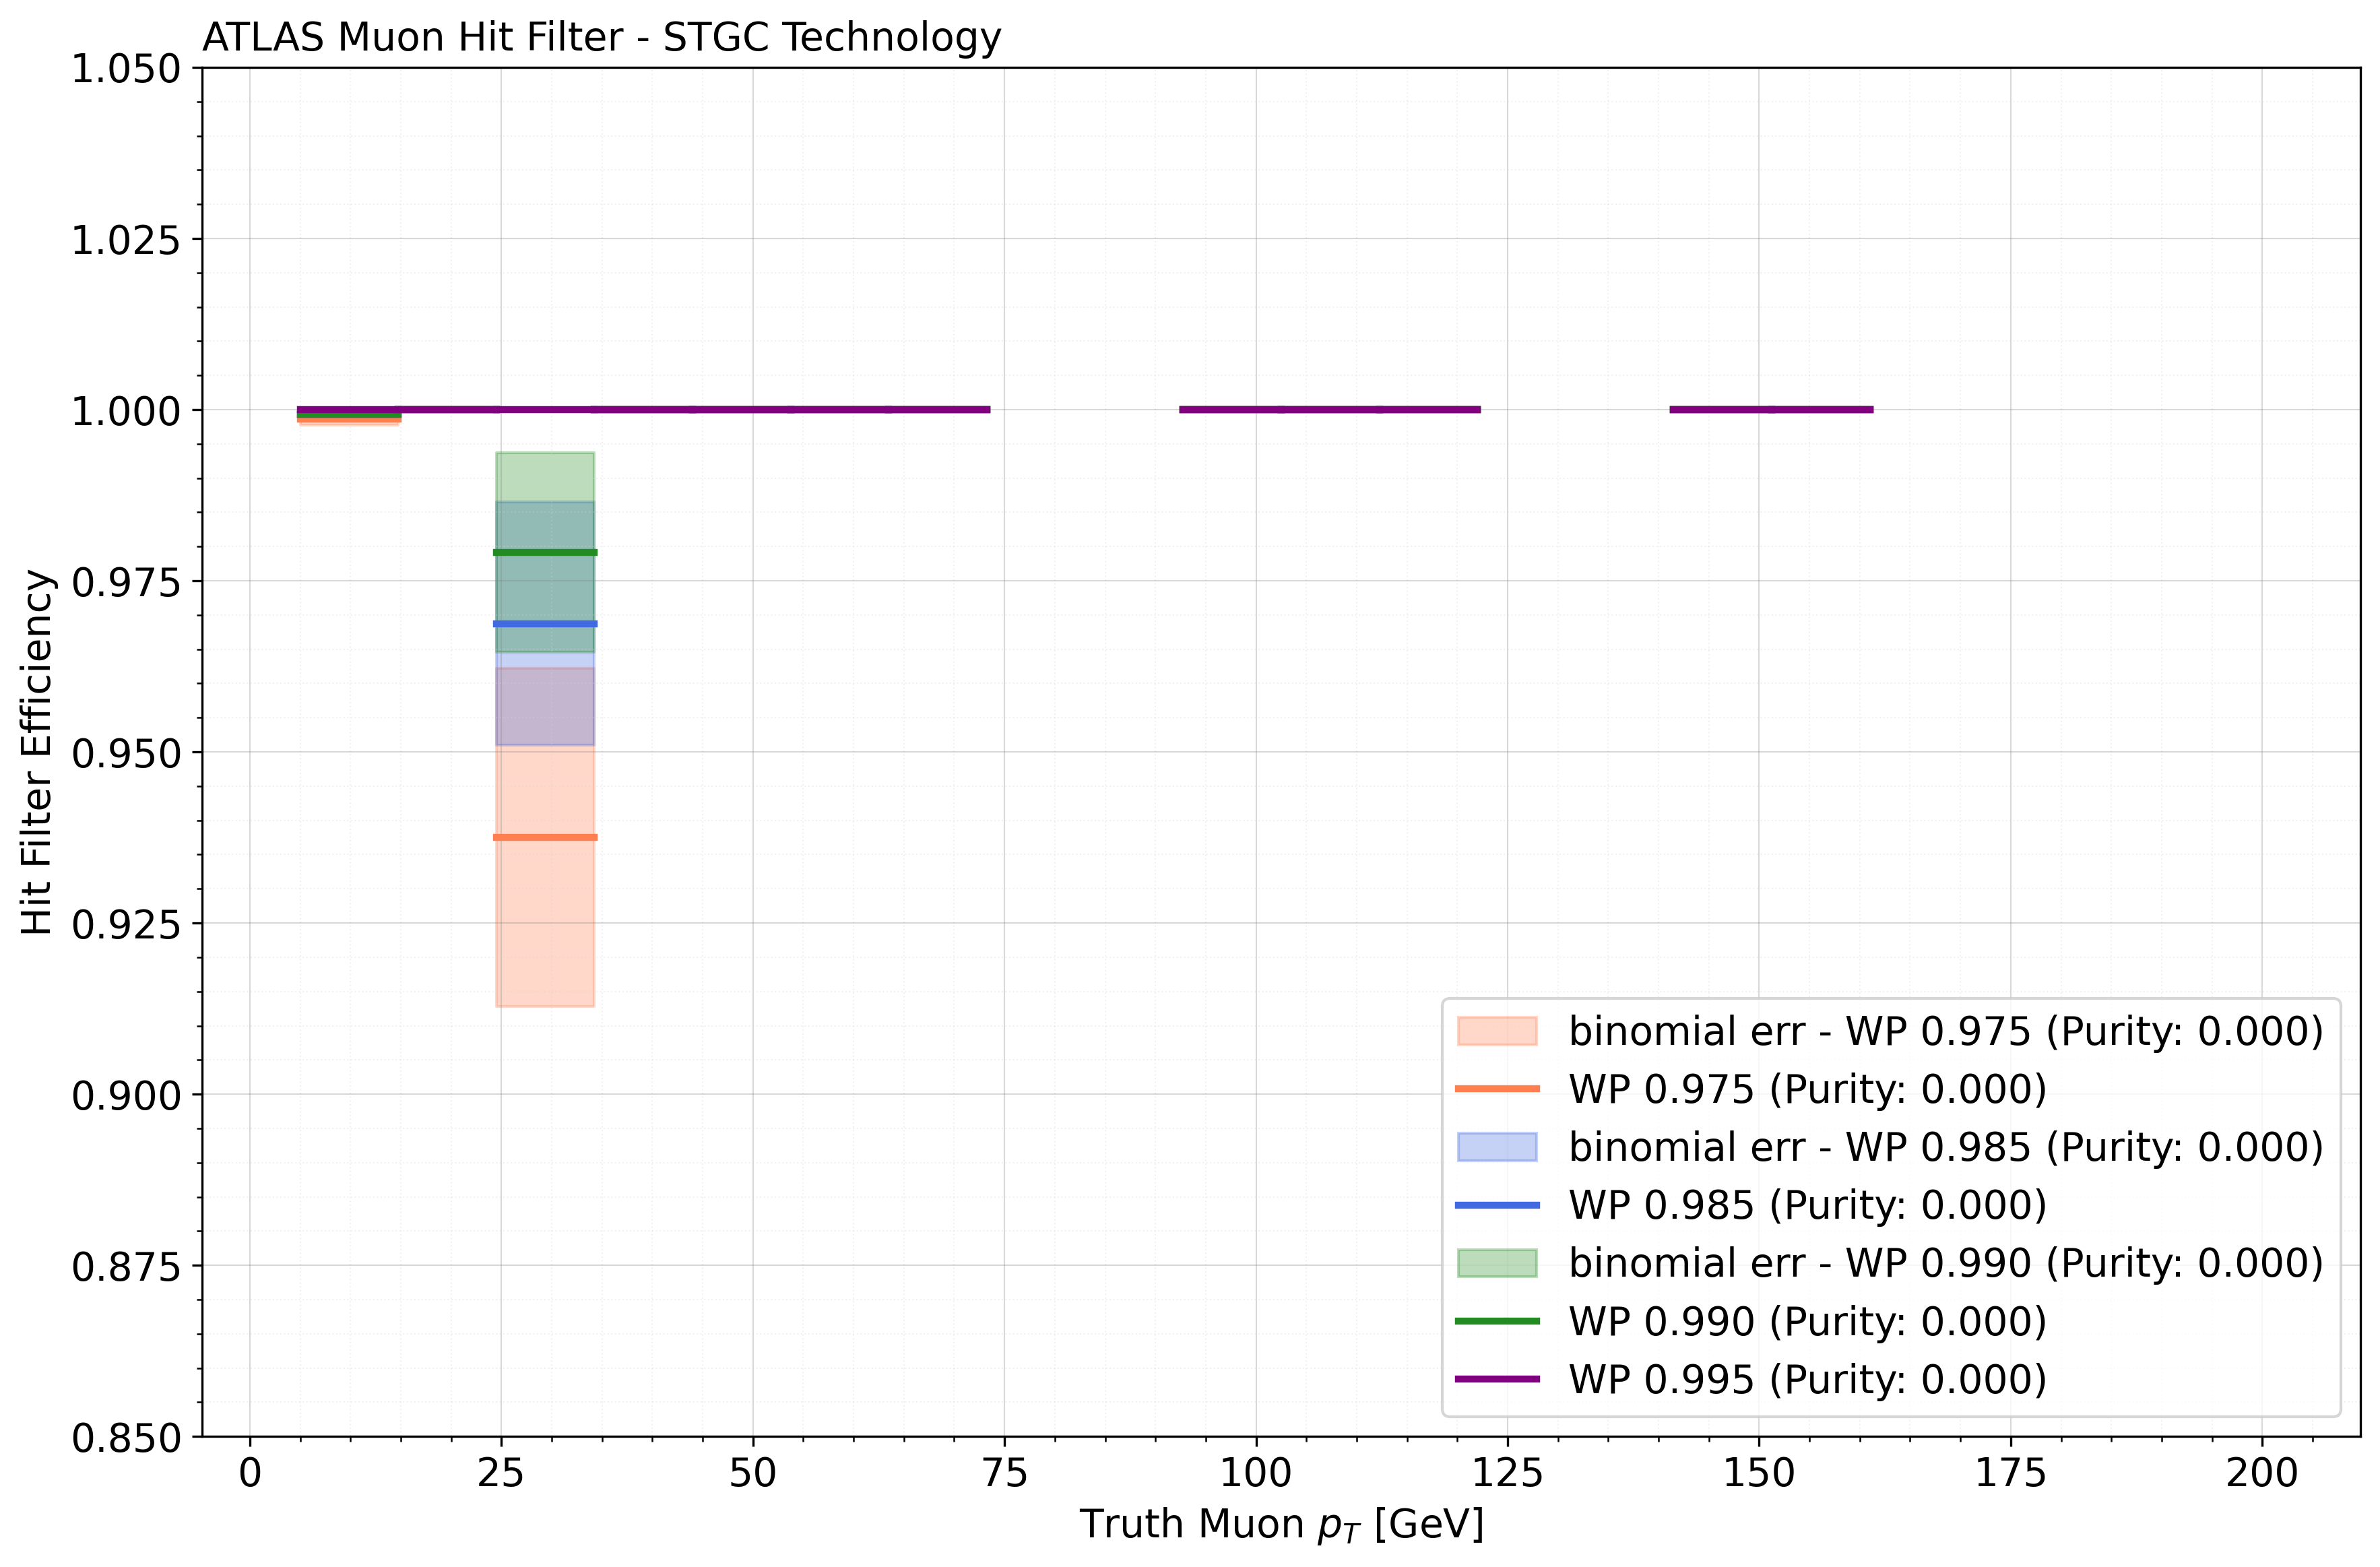 ATLAS Muon Hit Filter - STGC Technology
1.050
1.025
1.000
0.975
0.950
0.925
0.900
0.875
0.850
Hit Filter Efficiency
binomial err - WP 0.975 (Purity: 0.000)
WP 0.975 (Purity: 0.000)
binomial err - WP 0.985 (Purity: 0.000)
WP 0.985 (Purity: 0.000)
binomial err - WP 0.990 (Purity: 0.000)
WP 0.990 (Purity: 0.000)
WP 0.995 (Purity: 0.000)
0 25 50 75 100 125 150 175 200
Truth Muon p_T [GeV]